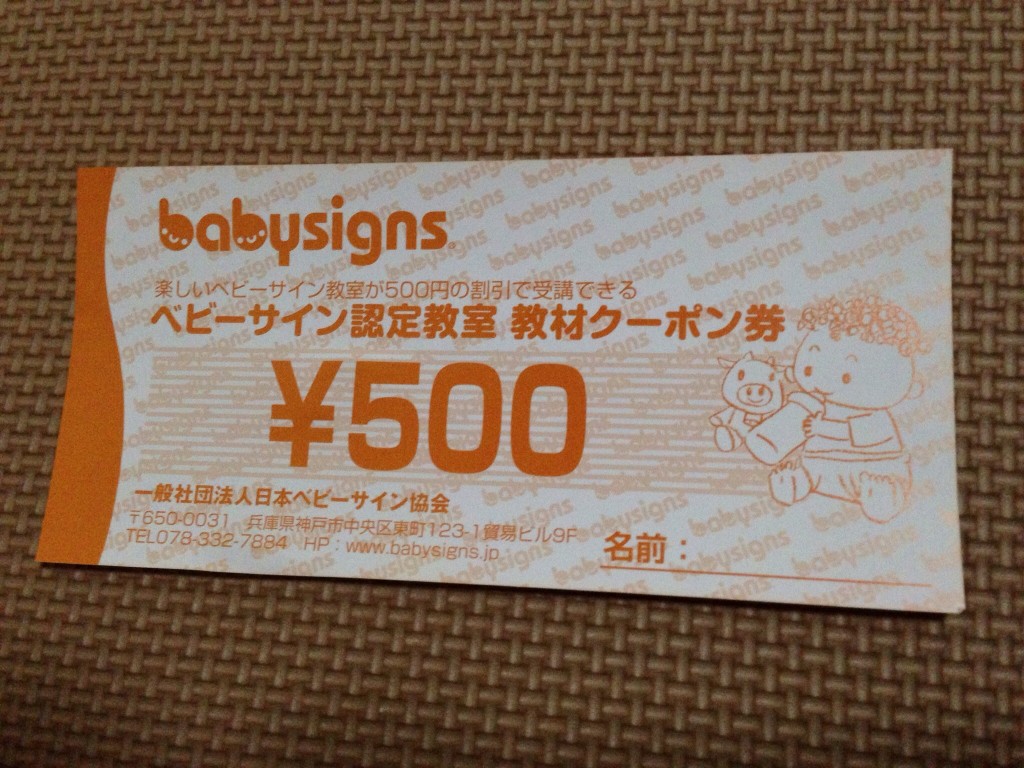 babysigns®
楽しいベビーサイン教室が500円の割引で受講できる
ベビーサイン認定教室 教材クーポン券
¥500
一般社団法人日本ベビーサイン協会
〒650-0031 兵庫県神戸市中央区東町123-1貿易ビル9F
TEL078-332-7884 HP:www.babysigns.jp
名前: